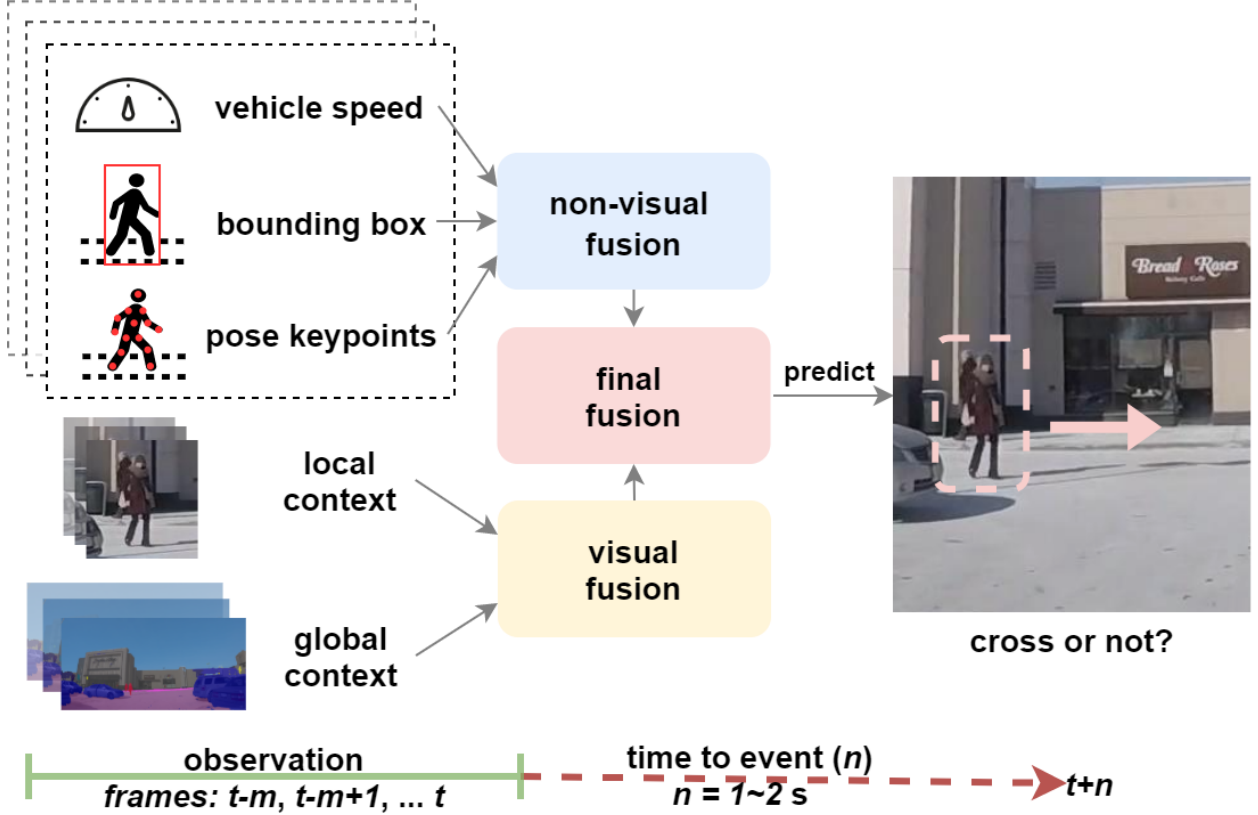 vehicle speed
bounding box
pose keypoints
non-visual
fusion
final
fusion
predict
Bread & Roses
local
context
visual
fusion
global
context
cross or not?
observation
frames: t-m, t-m+1, ... t
time to event (n)
n = 1~2 s
t+n